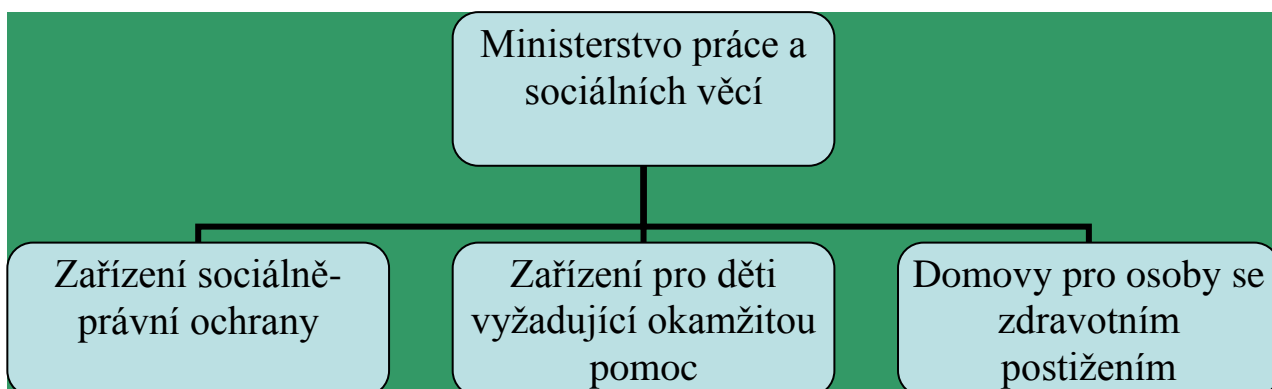 Ministerstvo práce a
sociálních věcí
Zařízení sociálně-
právní ochrany
Zařízení pro děti
vyžadující okamžitou
pomoc
Domovy pro osoby se
zdravotním
postižením